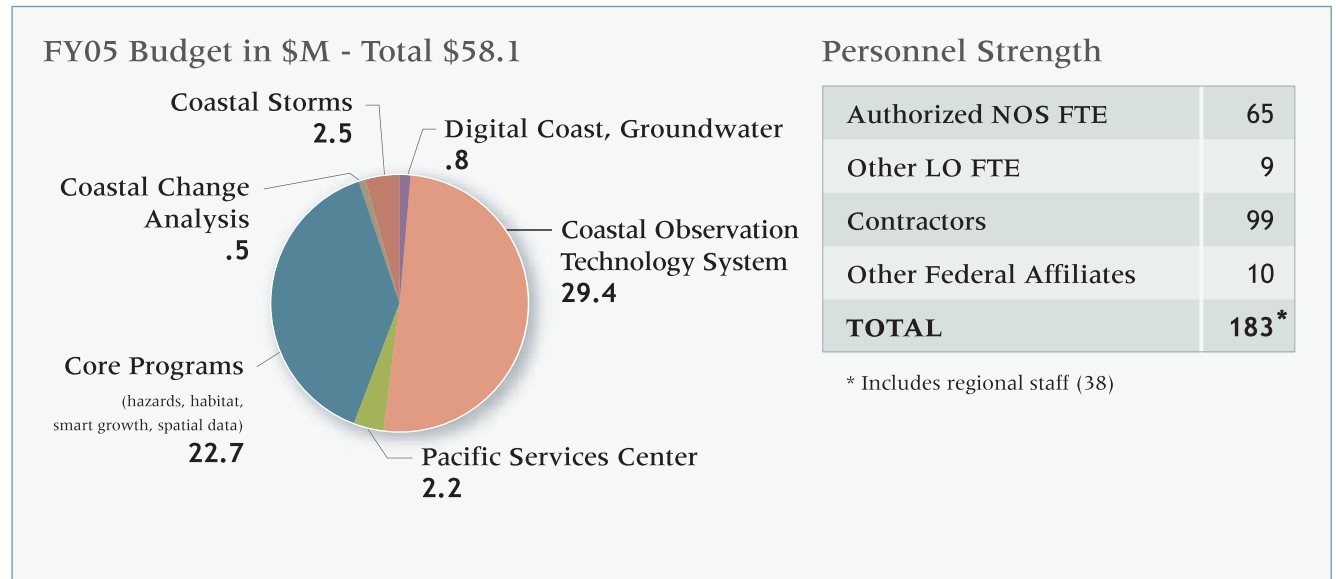 FY05 Budget in $M - Total $58.1
Coastal Storms
2.5
Digital Coast, Groundwater
.8
Coastal Change
Analysis
.5
Coastal Observation
Technology System
29.4
Core Programs
(hazards, habitat,
smart growth, spatial data)
22.7
Pacific Services Center
2.2
Personnel Strength
Authorized NOS FTE 65
Other LO FTE 9
Contractors 99
Other Federal Affiliates 10
TOTAL 183*
* Includes regional staff (38)